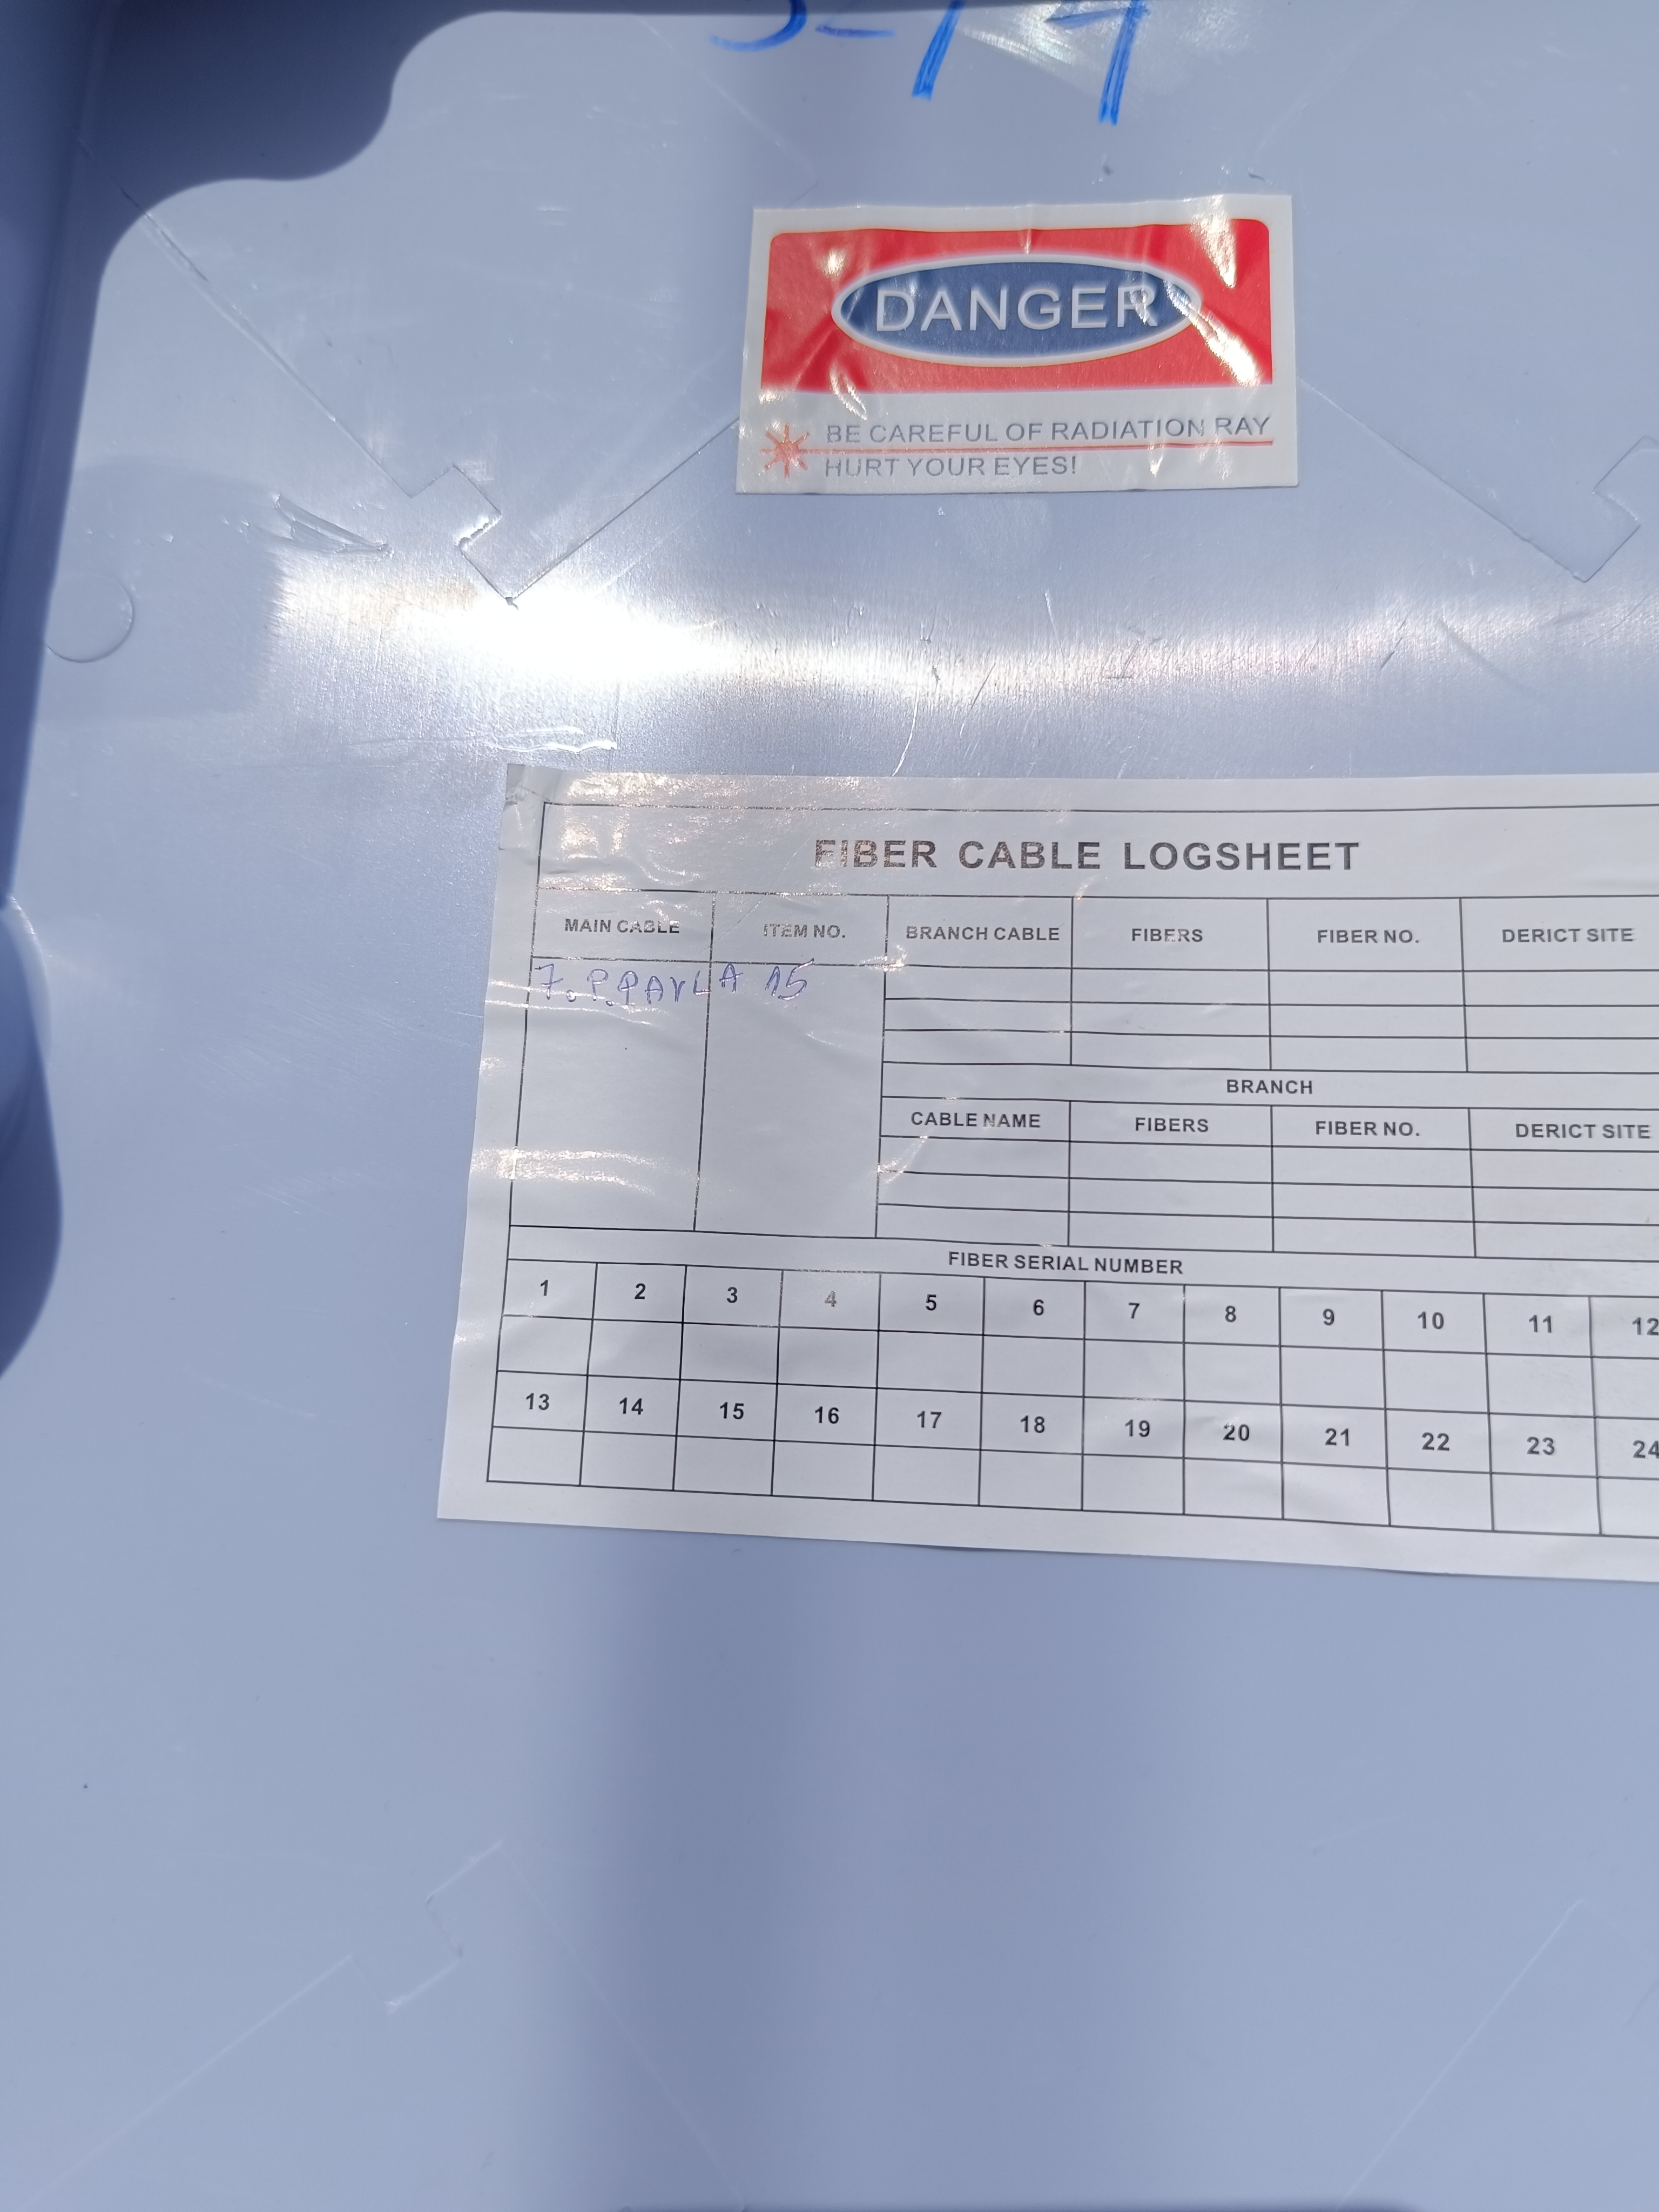 DANGER
BE CAREFUL OF RADIATION RAY
HURT YOUR EYES!
FIBER CABLE LOGSHEET
MAIN CABLE ITEM NO. BRANCH CABLE FIBERS FIBER NO. DERICT SITE
7. P. PAVLA 15
BRANCH
CABLE NAME FIBERS FIBER NO. DERICT SITE
FIBER SERIAL NUMBER
1 2 3 4 5 6 7 8 9 10 11 12
13 14 15 16 17 18 19 20 21 22 23 24